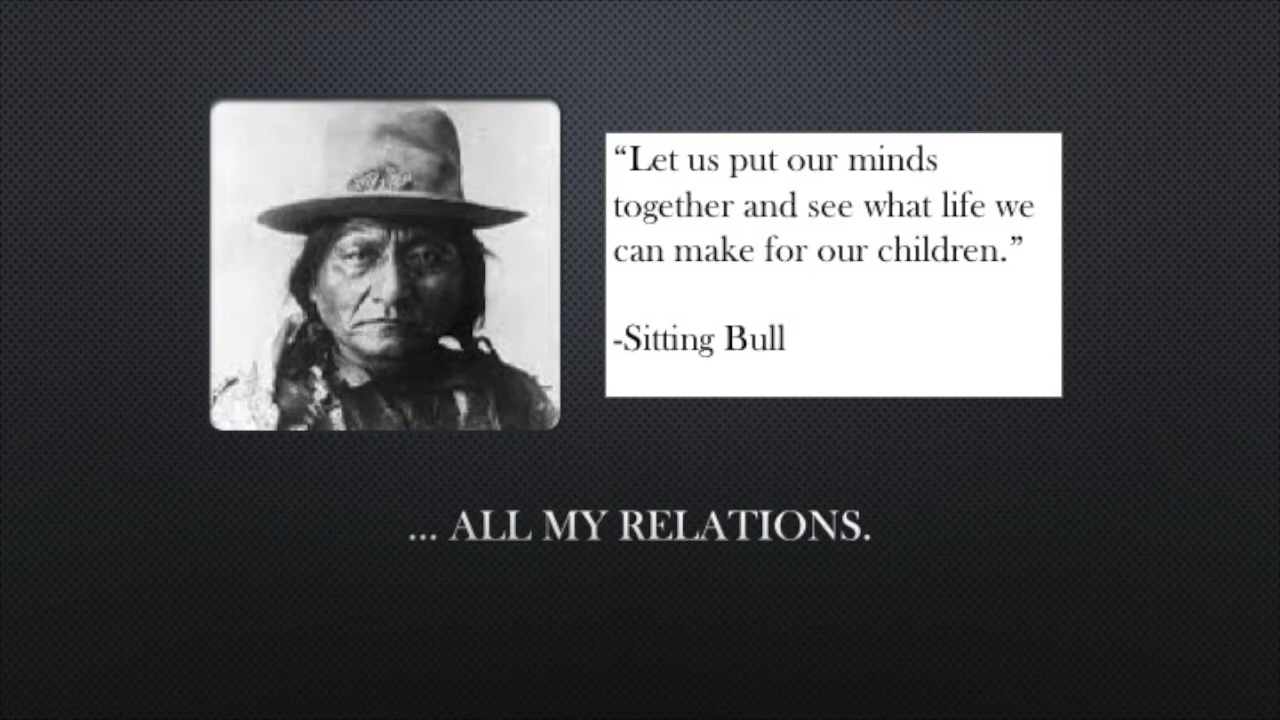 “Let us put our minds
together and see what life we
can make for our children.”
-Sitting Bull
... ALL MY RELATIONS.